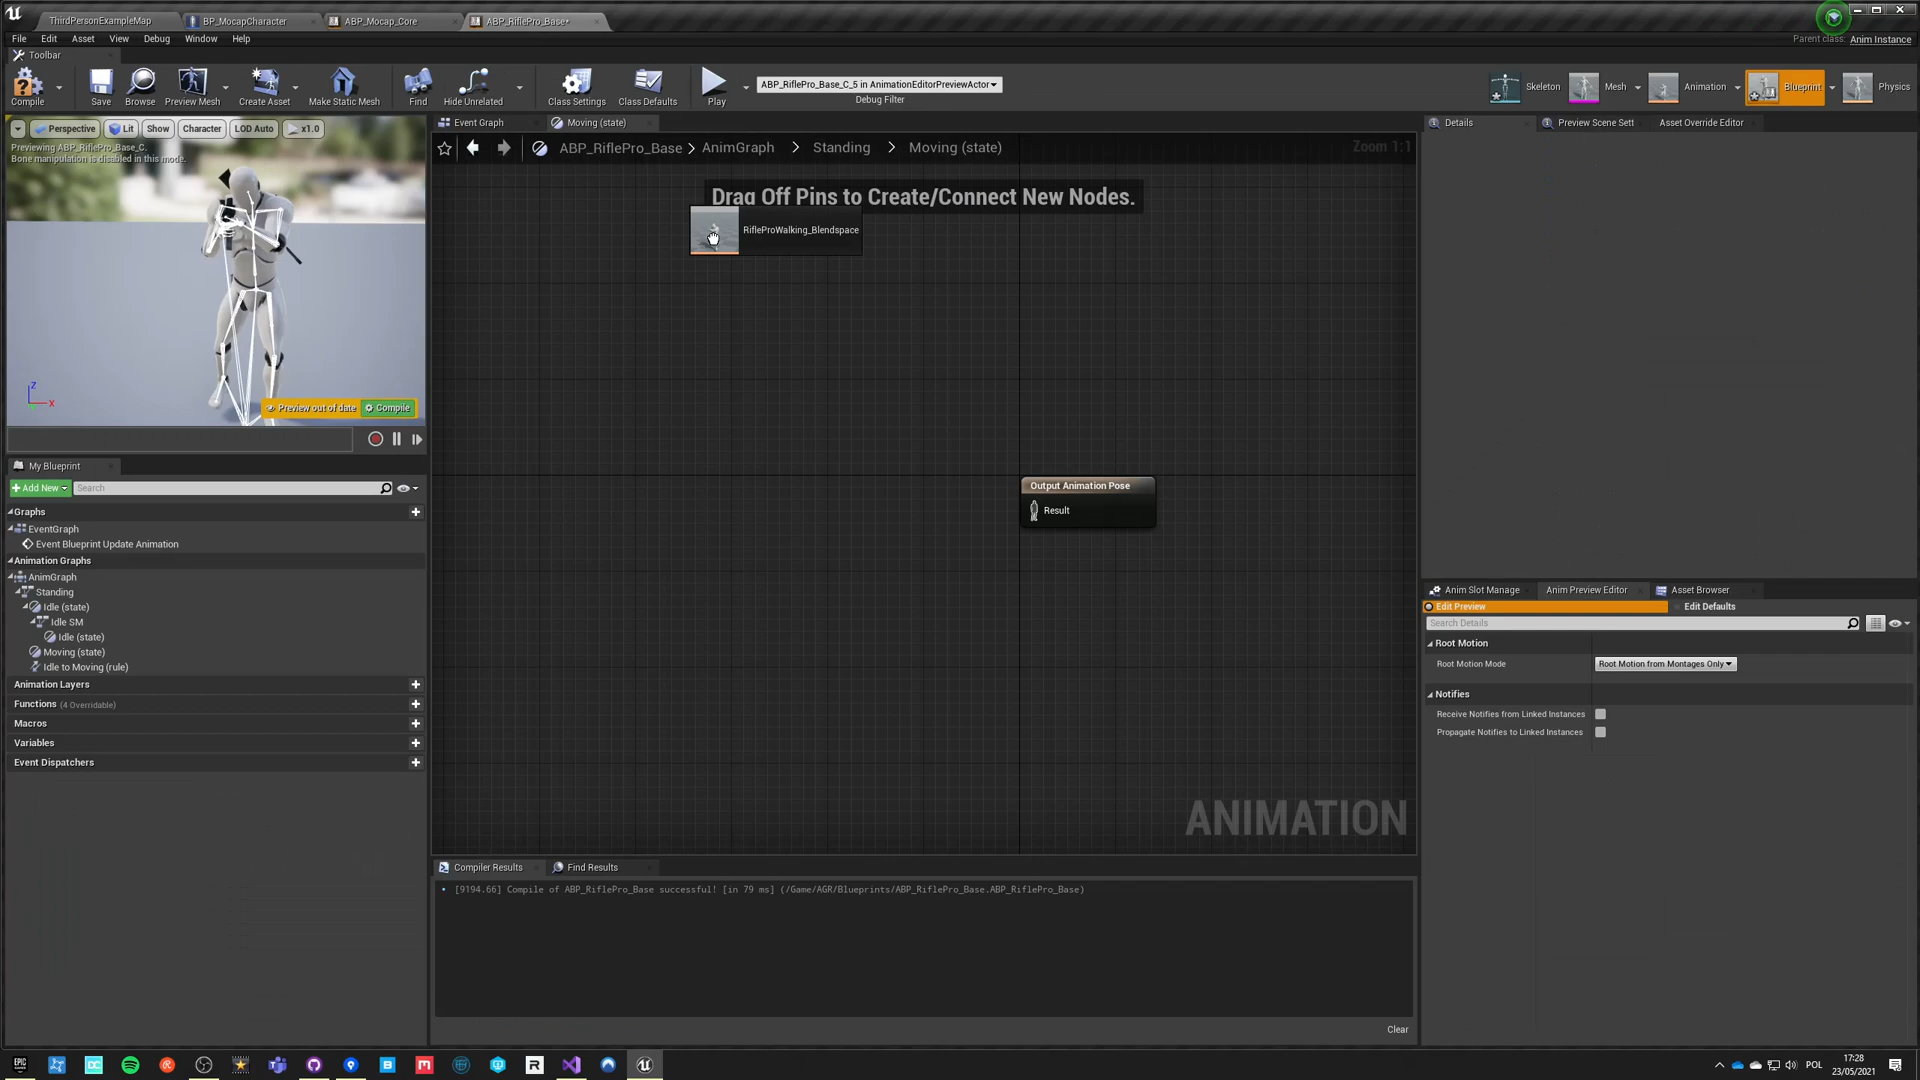 ThirdPersonExampleMap
BP_MocapCharacter
ABP_Mocap_Core
ABP_RiflePro_Base*
File Edit Asset View Debug Window Help
Parent class: Anim Instance
Toolbar
Compile
Save
Browse
Preview Mesh
Create Asset
Make Static Mesh
Find
Hide Unrelated
Class Settings
Class Defaults
Play
ABP_RiflePro_Base_C_5 in AnimationEditorPreviewActor
Debug Filter
Skeleton
Mesh
Animation
Blueprint
Physics
Perspective Lit Show Character LOD Auto x1.0
Previewing ABP_RiflePro_Base_C.
Bone manipulation is disabled in this mode.
Z
X
Preview out of date Compile
Event Graph
Moving (state)
ABP_RiflePro_Base > AnimGraph > Standing > Moving (state)
Zoom 1:1
Drag Off Pins to Create/Connect New Nodes.
RifleProWalking_Blendspace
Output Animation Pose
Result
ANIMATION
My Blueprint
Add New
Search
Graphs
EventGraph
Event Blueprint Update Animation
Animation Graphs
AnimGraph
Standing
Idle (state)
Idle SM
Idle (state)
Moving (state)
Idle to Moving (rule)
Animation Layers
Functions (4 Overridable)
Macros
Variables
Event Dispatchers
Compiler Results
Find Results
[9194.66] Compile of ABP_RiflePro_Base successful! [in 79 ms] (/Game/AGR/Blueprints/ABP_RiflePro_Base.ABP_RiflePro_Base)
Clear
Details
Preview Scene Sett
Asset Override Editor
Anim Slot Manage
Anim Preview Editor
Asset Browser
Edit Preview
Edit Defaults
Search Details
Root Motion
Root Motion Mode
Root Motion from Montages Only
Notifies
Receive Notifies from Linked Instances
Propagate Notifies to Linked Instances
POL
17:28
23/05/2021